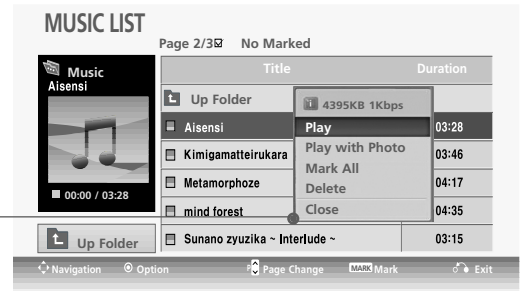 MUSIC LIST
Page 2/3 No Marked
Music
Aisensi
00:00 / 03:28
Up Folder
Title Duration
Up Folder
Aisensi 03:28
Kimigamatteirukara 03:46
Metamorphoze 04:17
mind forest 04:35
Sunano zyuzika ~ Interlude ~ 03:15
4395KB 1Kbps
Play
Play with Photo
Mark All
Delete
Close
Navigation Option P Page Change MARK Mark Exit